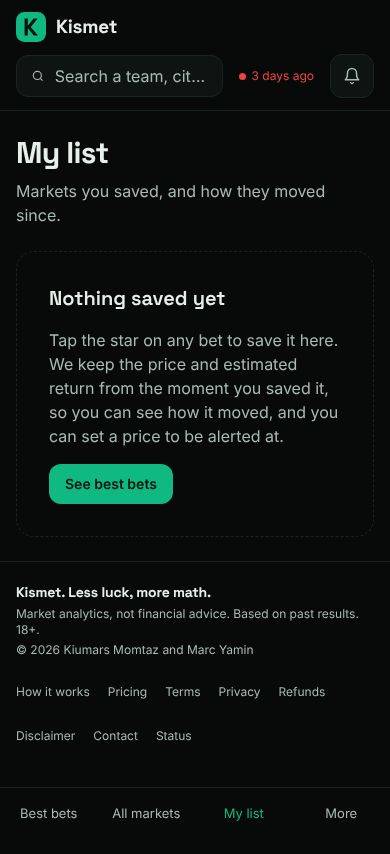 K Kismet
Search a team, cit...
3 days ago
My list
Markets you saved, and how they moved
since.
Nothing saved yet
Tap the star on any bet to save it here.
We keep the price and estimated
return from the moment you saved it,
so you can see how it moved, and you
can set a price to be alerted at.
See best bets
Kismet. Less luck, more math.
Market analytics, not financial advice. Based on past results.
18+.
© 2026 Kiumars Momtaz and Marc Yamin
How it works Pricing Terms Privacy Refunds
Disclaimer Contact Status
Best bets All markets My list More